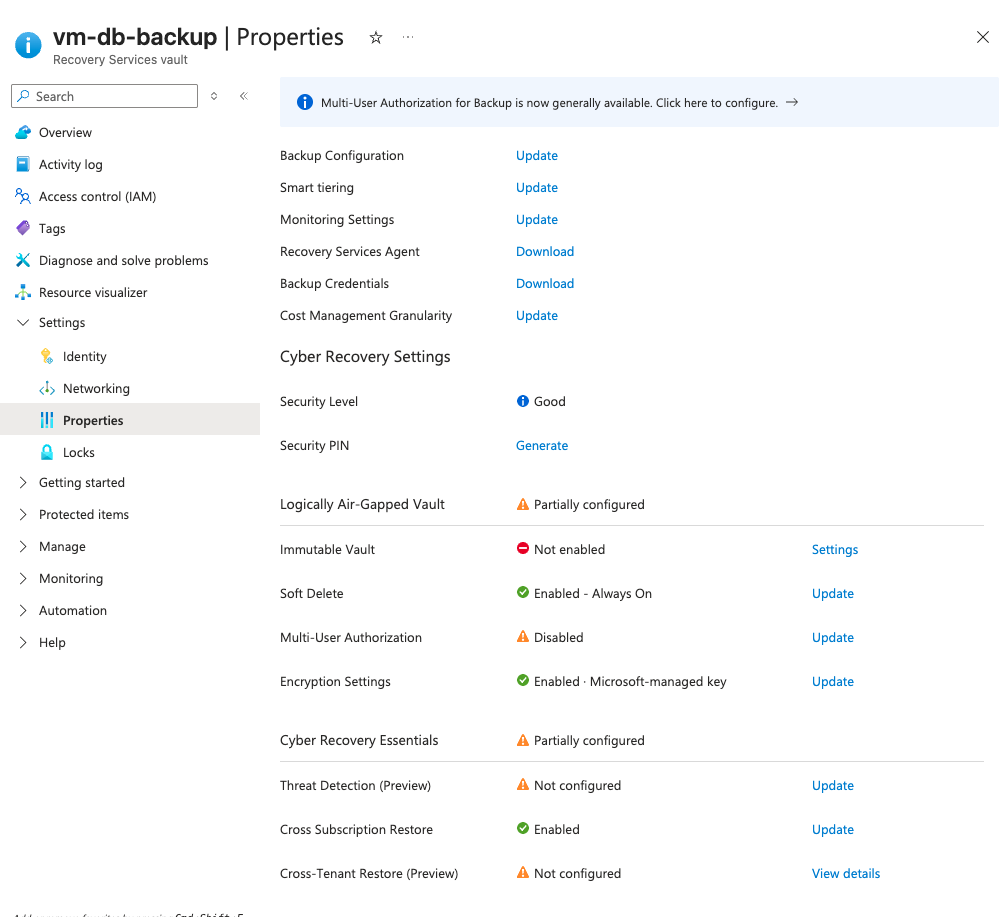 vm-db-backup | Properties
Recovery Services vault
Search
Overview
Activity log
Access control (IAM)
Tags
Diagnose and solve problems
Resource visualizer
Settings
Identity
Networking
Properties
Locks
Getting started
Protected items
Manage
Monitoring
Automation
Help
Multi-User Authorization for Backup is now generally available. Click here to configure. →
Backup Configuration Update
Smart tiering Update
Monitoring Settings Update
Recovery Services Agent Download
Backup Credentials Download
Cost Management Granularity Update
Cyber Recovery Settings
Security Level Good
Security PIN Generate
Logically Air-Gapped Vault Partially configured
Immutable Vault Not enabled Settings
Soft Delete Enabled - Always On Update
Multi-User Authorization Disabled Update
Encryption Settings Enabled · Microsoft-managed key Update
Cyber Recovery Essentials Partially configured
Threat Detection (Preview) Not configured Update
Cross Subscription Restore Enabled Update
Cross-Tenant Restore (Preview) Not configured View details